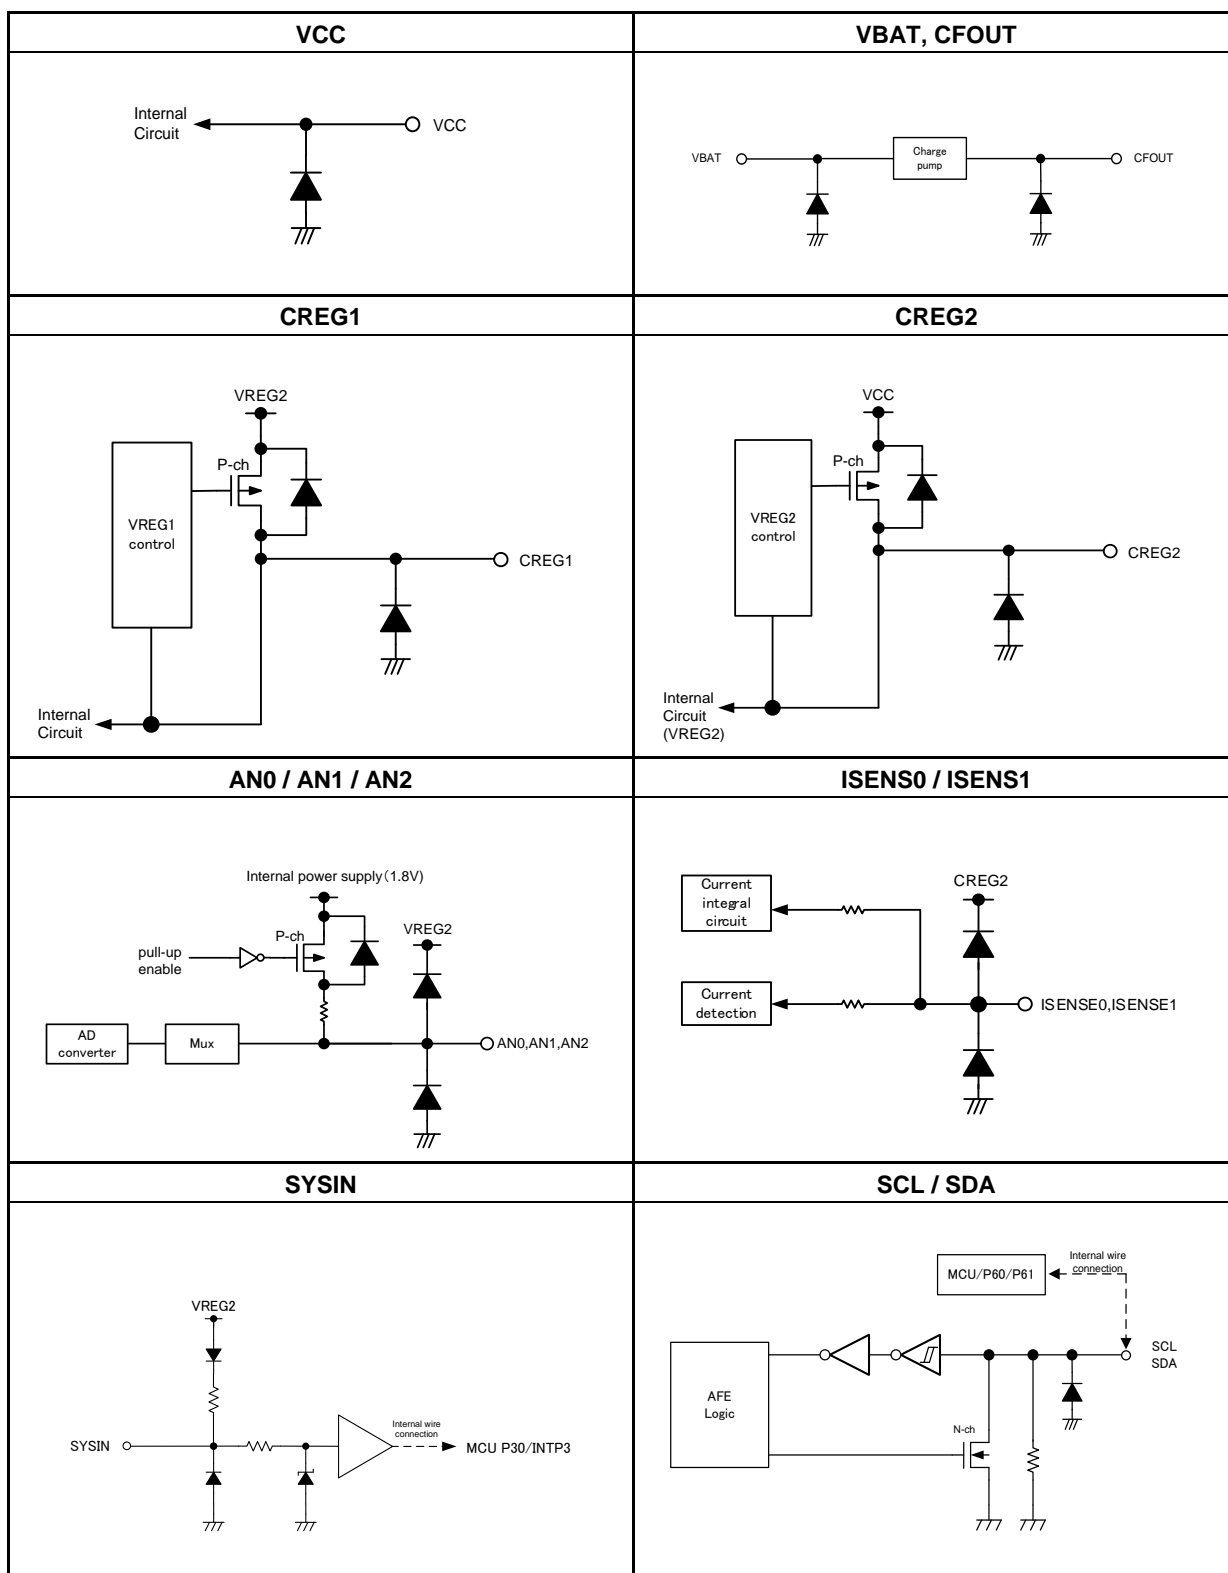 VCC
VBAT, CFOUT
Internal
Circuit
VCC
VBAT
Charge
pump
CFOUT
CREG1
CREG2
VREG2
P-ch
VREG1
control
CREG1
Internal
Circuit
VCC
P-ch
VREG2
control
CREG2
Internal
Circuit
(VREG2)
AN0 / AN1 / AN2
ISENS0 / ISENS1
Internal power supply(1.8V)
P-ch
VREG2
pull-up
enable
AD
converter
Mux
AN0,AN1,AN2
Current
integral
circuit
CREG2
Current
detection
ISENSE0,ISENSE1
SYSIN
SCL / SDA
VREG2
SYSIN
Internal wire
connection
MCU P30/INTP3
MCU/P60/P61
Internal wire
connection
SCL
SDA
AFE
Logic
N-ch